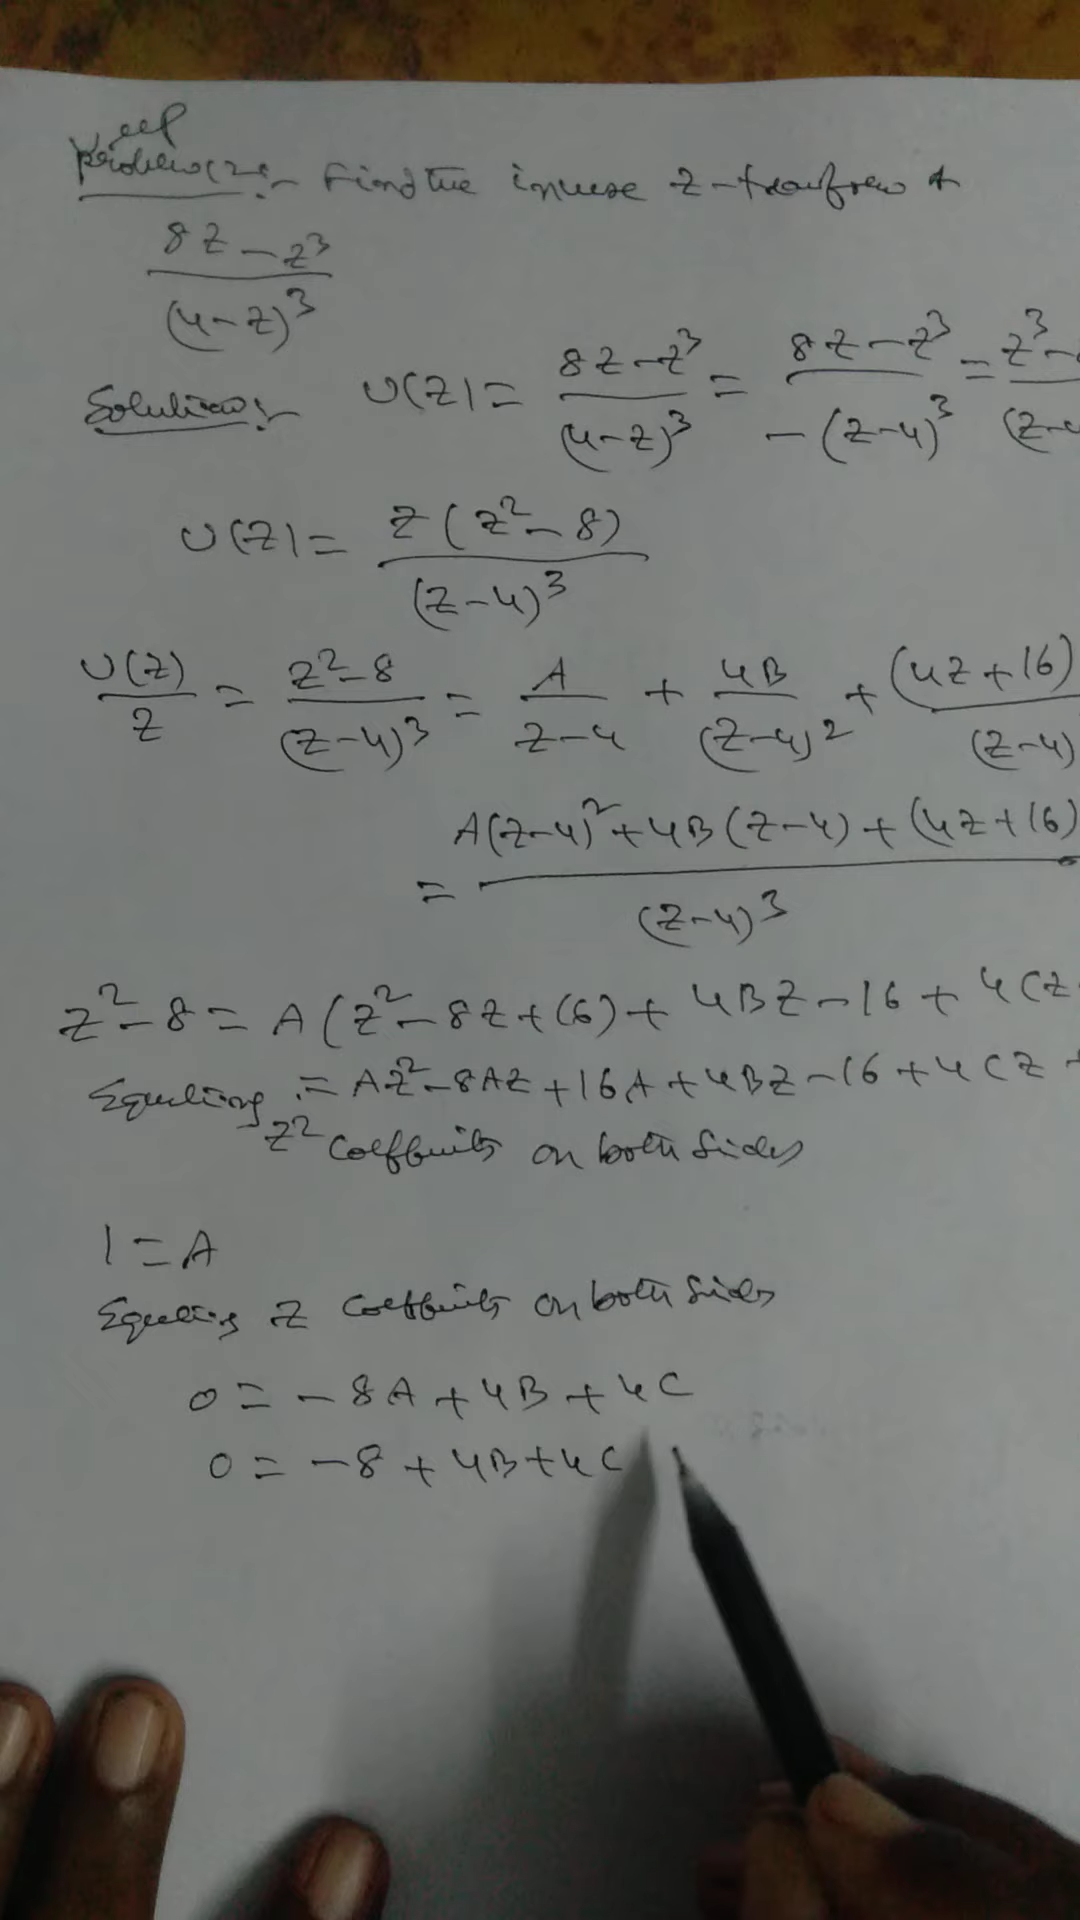 Problem (2):- Find the inverse Z-transform of
8Z-Z³
(4-Z)³
Solution:- U(Z) = 8Z-Z³/(4-Z)³ = 8Z-Z³/-(Z-4)³ = Z³-/(Z-4
U(Z) = Z(Z²-8)/(Z-4)³
U(Z)/Z = Z²-8/(Z-4)³ = A/Z-4 + 4B/(Z-4)² + (4Z+16)/(Z-4)
= A(Z-4)²+4B(Z-4)+(4Z+16)/(Z-4)³
Z²-8 = A(Z²-8Z+16)+4BZ-16+4CZ
Equating = AZ²-8AZ+16A+4BZ-16+4CZ+
Z² coefficients on both sides
1 = A
Equating Z coefficients on both sides
0 = -8A+4B+4C
0 = -8+4B+4C